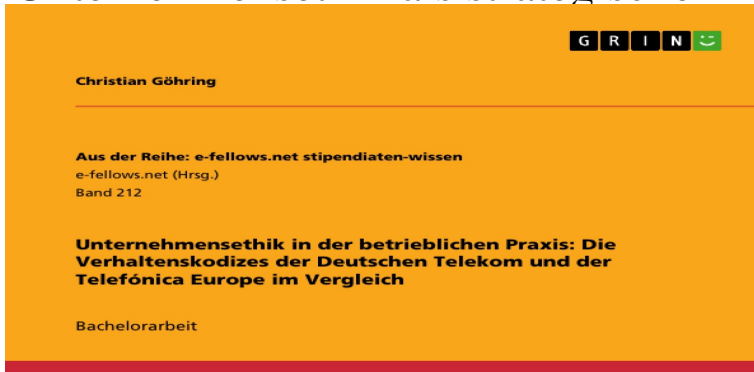 GRIN
Christian Göhring
Aus der Reihe: e-fellows.net stipendiaten-wissen
e-fellows.net (Hrsg.)
Band 212
Unternehmensethik in der betrieblichen Praxis: Die
Verhaltenskodizes der Deutschen Telekom und der
Telefónica Europe im Vergleich
Bachelorarbeit